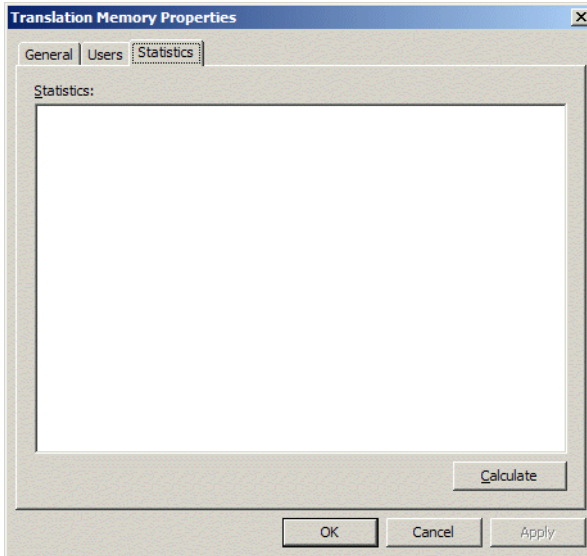 Translation Memory Properties
General Users Statistics
Statistics:
Calculate
OK Cancel Apply